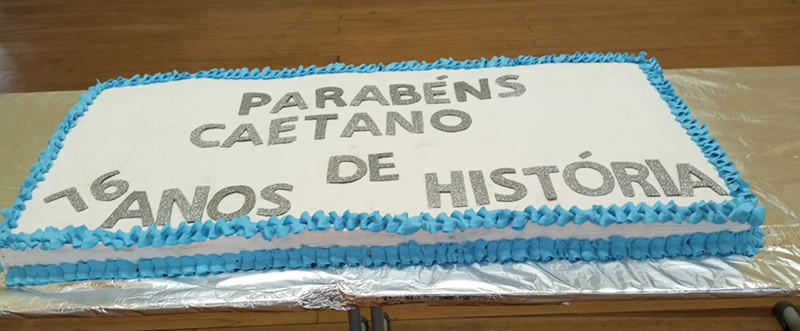 PARABÉNS
CAETANO
76 ANOS DE HISTÓRIA